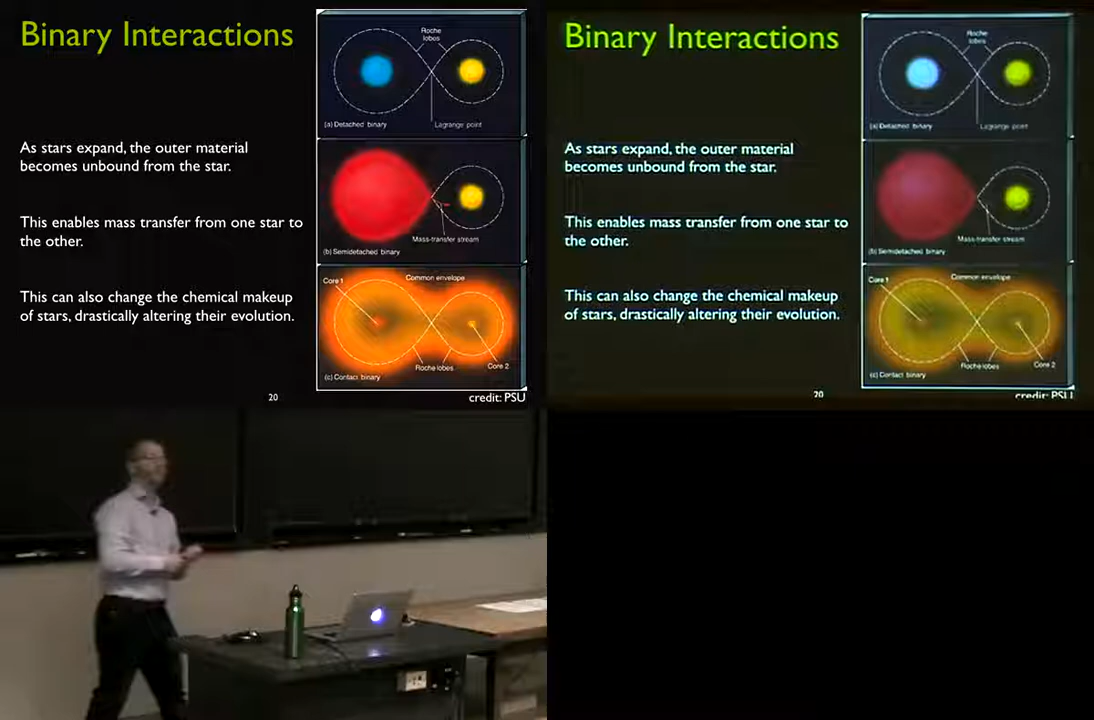 Binary Interactions
As stars expand, the outer material
becomes unbound from the star.
This enables mass transfer from one star to
the other.
This can also change the chemical makeup
of stars, drastically altering their evolution.
Roche
lobes
(a) Detached binary
Lagrange point
Mass-transfer stream
(b) Semidetached binary
Common envelope
Core 1
Roche lobes
Core 2
(c) Contact binary
20
credit: PSU
Binary Interactions
As stars expand, the outer material
becomes unbound from the star.
This enables mass transfer from one star to
the other.
This can also change the chemical makeup
of stars, drastically altering their evolution.
Roche
lobes
(a) Detached binary
Lagrange point
Mass-transfer stream
(b) Semidetached binary
Common envelope
Core 1
Roche lobes
Core 2
(c) Contact binary
20
credit: PSU